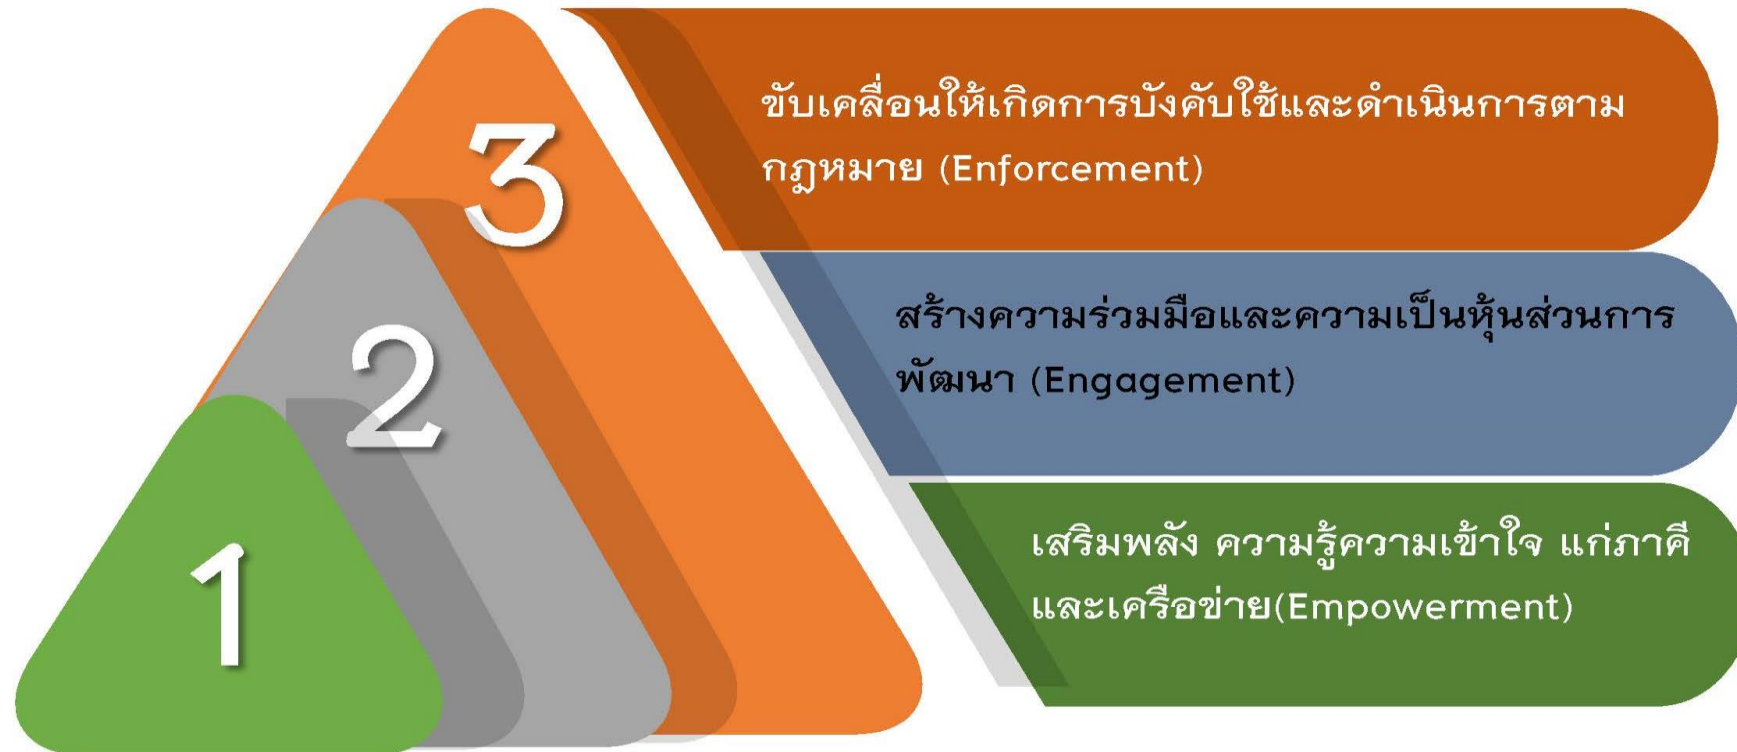 3
ขับเคลื่อนให้เกิดการบังคับใช้และดำเนินการตาม
กฎหมาย (Enforcement)
2
สร้างความร่วมมือและความเป็นหุ้นส่วนการ
พัฒนา (Engagement)
1
เสริมพลัง ความรู้ความเข้าใจ แก่ภาคี
และเครือข่าย(Empowerment)